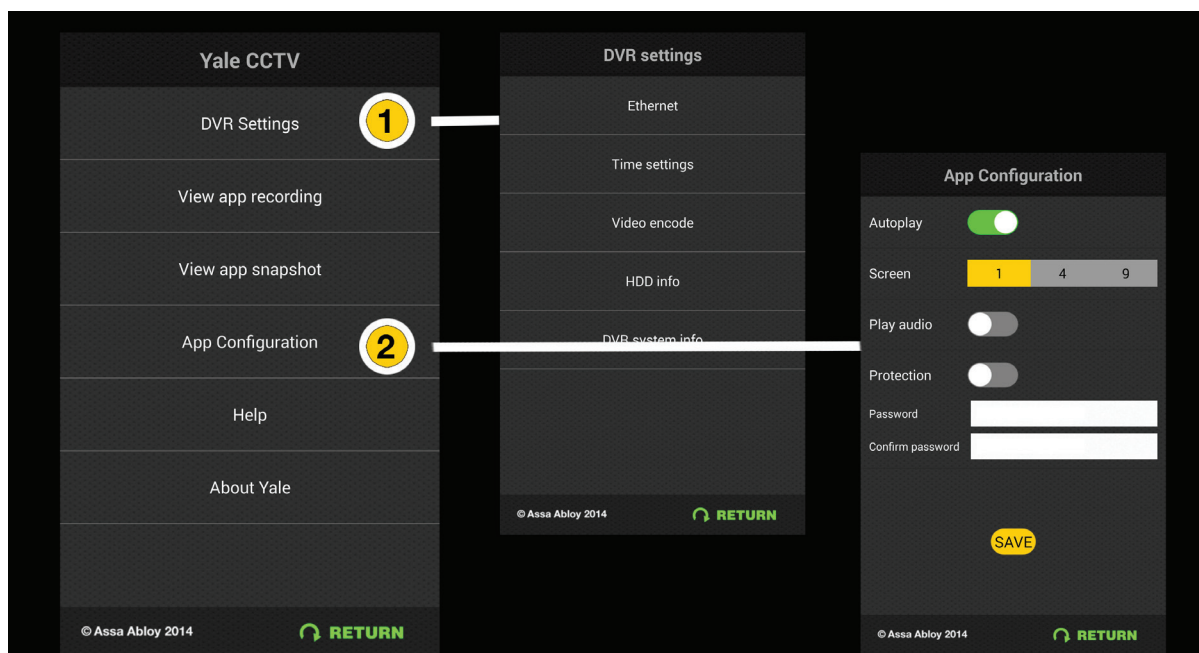 Yale CCTV
DVR Settings
1
View app recording
View app snapshot
App Configuration
2
Help
About Yale
© Assa Abloy 2014
RETURN
DVR settings
Ethernet
Time settings
Video encode
HDD info
DVR system info
© Assa Abloy 2014
RETURN
App Configuration
Autoplay
Screen 1 4 9
Play audio
Protection
Password
Confirm password
SAVE
© Assa Abloy 2014
RETURN